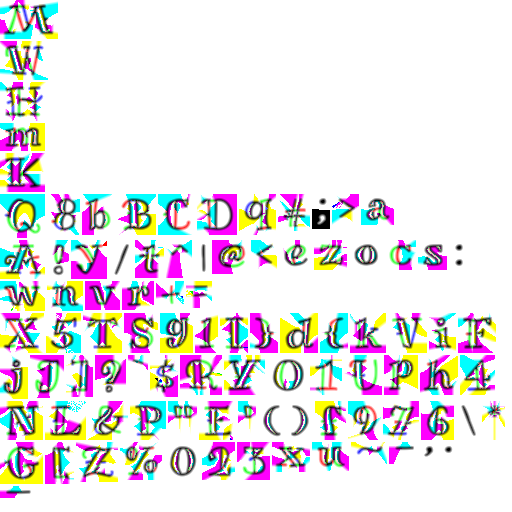 M
W
H
m
K
Q 8 b B C D q # ; > a
A ! y / t ^ | @ < e z o c s :
w n v r + =
X 5 T S 9 1 ] } d { k V i F
j J ] ? ` $ R Y O 1 U P h 4
N L & P " E ' ( ) f 9 7 6 \ *
G [ Z % 0 2 3 x u ~ - , .
_